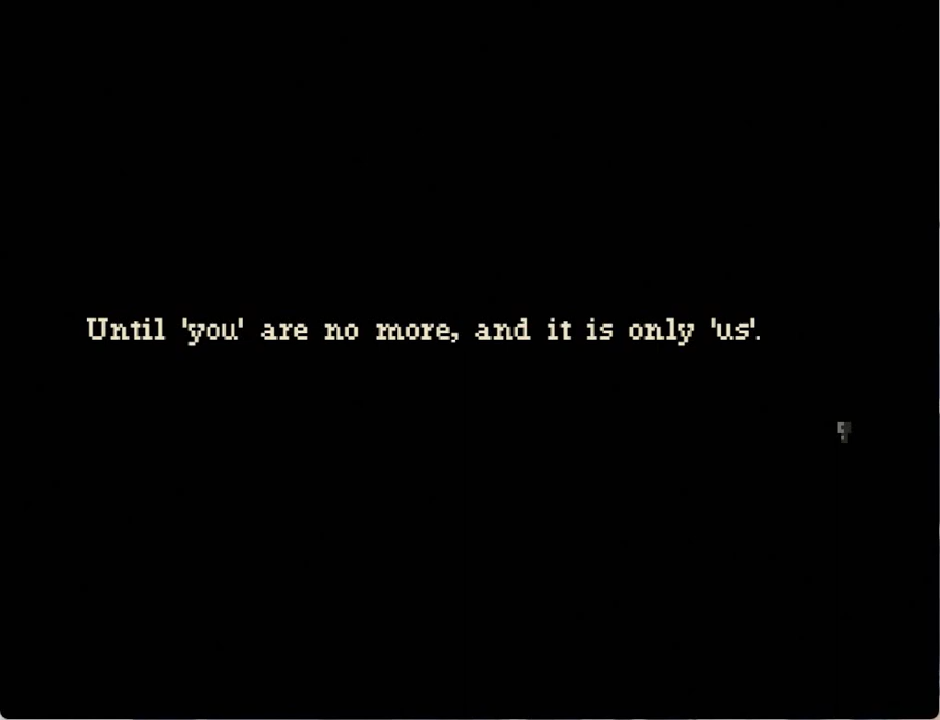 Until 'you' are no more, and it is only 'us'.